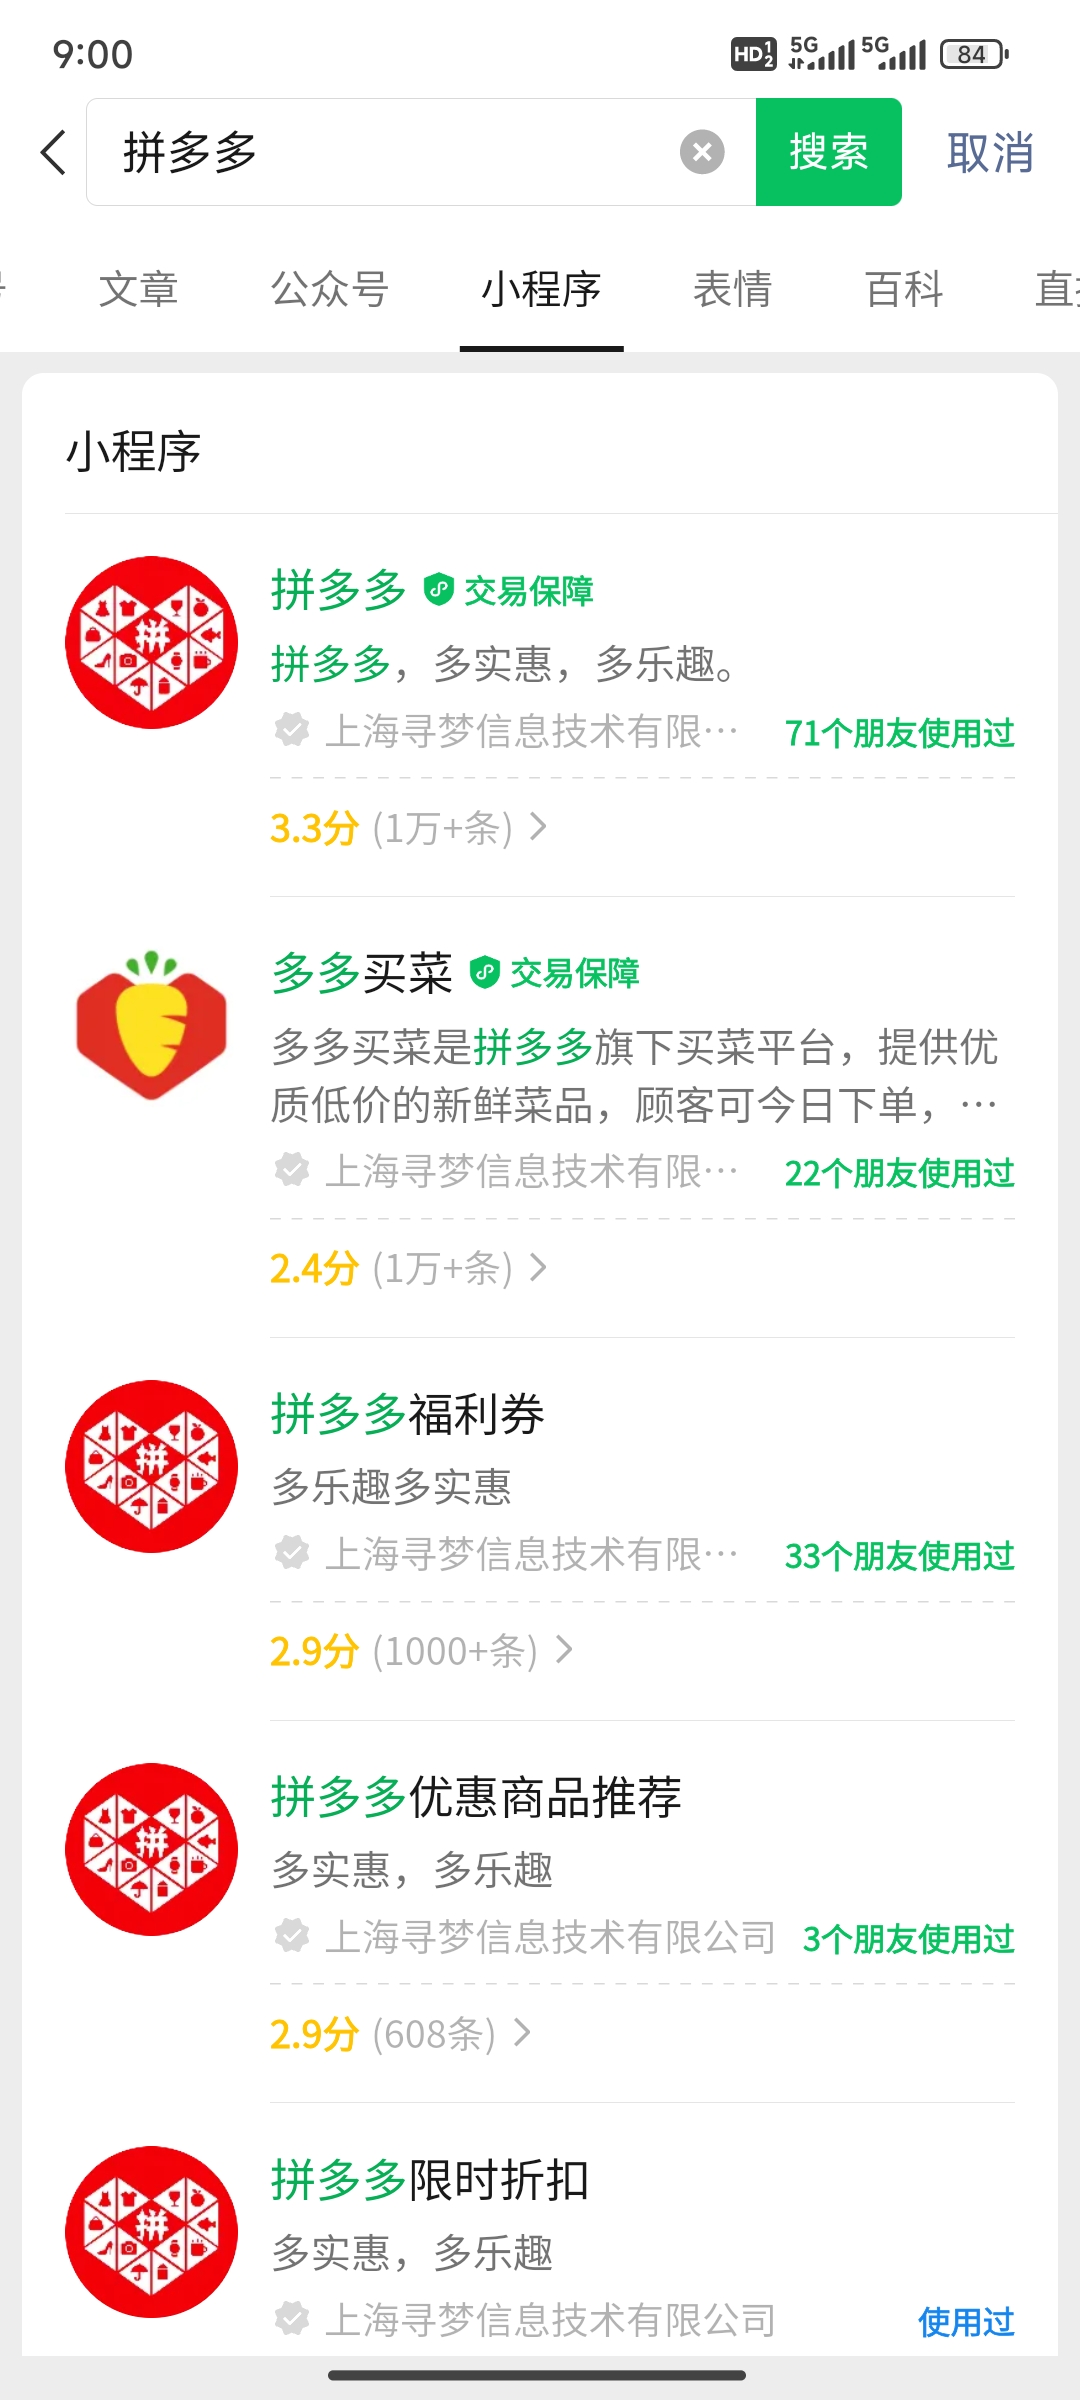 9:00
HD 1 2 5G 5G 84
拼多多
搜索
取消
文章 公众号 小程序 表情 百科
小程序
拼
拼多多 交易保障
拼多多，多实惠，多乐趣。
上海寻梦信息技术有限… 71个朋友使用过
3.3分 (1万+条)
多多买菜 交易保障
多多买菜是拼多多旗下买菜平台，提供优
质低价的新鲜菜品，顾客可今日下单，…
上海寻梦信息技术有限… 22个朋友使用过
2.4分 (1万+条)
拼
拼多多福利券
多乐趣多实惠
上海寻梦信息技术有限… 33个朋友使用过
2.9分 (1000+条)
拼
拼多多优惠商品推荐
多实惠，多乐趣
上海寻梦信息技术有限公司 3个朋友使用过
2.9分 (608条)
拼
拼多多限时折扣
多实惠，多乐趣
上海寻梦信息技术有限公司 使用过